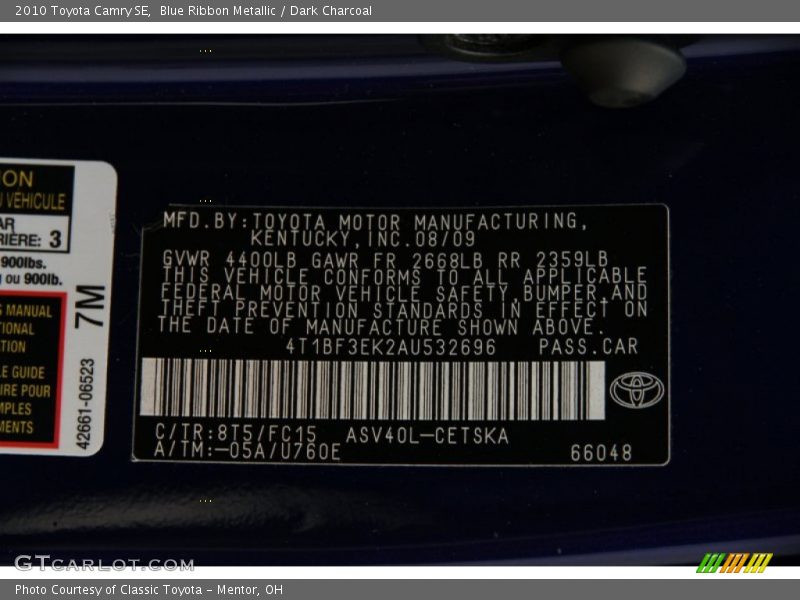 2010 Toyota Camry SE, Blue Ribbon Metallic / Dark Charcoal
ION
U VEHICULE
AR
RIÈRE: 3
900lbs.
ou 900lb.
S MANUAL
TIONAL
TION
LE GUIDE
URE POUR
MPLES
MENTS
7M
42661-06523
MFD.BY:TOYOTA MOTOR MANUFACTURING,
KENTUCKY,INC.08/09
GVWR 4400LB GAWR FR 2668LB RR 2359LB
THIS VEHICLE CONFORMS TO ALL APPLICABLE
FEDERAL MOTOR VEHICLE SAFETY,BUMPER,AND
THEFT PREVENTION STANDARDS IN EFFECT ON
THE DATE OF MANUFACTURE SHOWN ABOVE.
4T1BF3EK2AU532696 PASS.CAR
C/TR:8T5/FC15 ASV40L-CETSKA
A/TM:-05A/U760E 66048
GTCARLOT.COM
Photo Courtesy of Classic Toyota - Mentor, OH